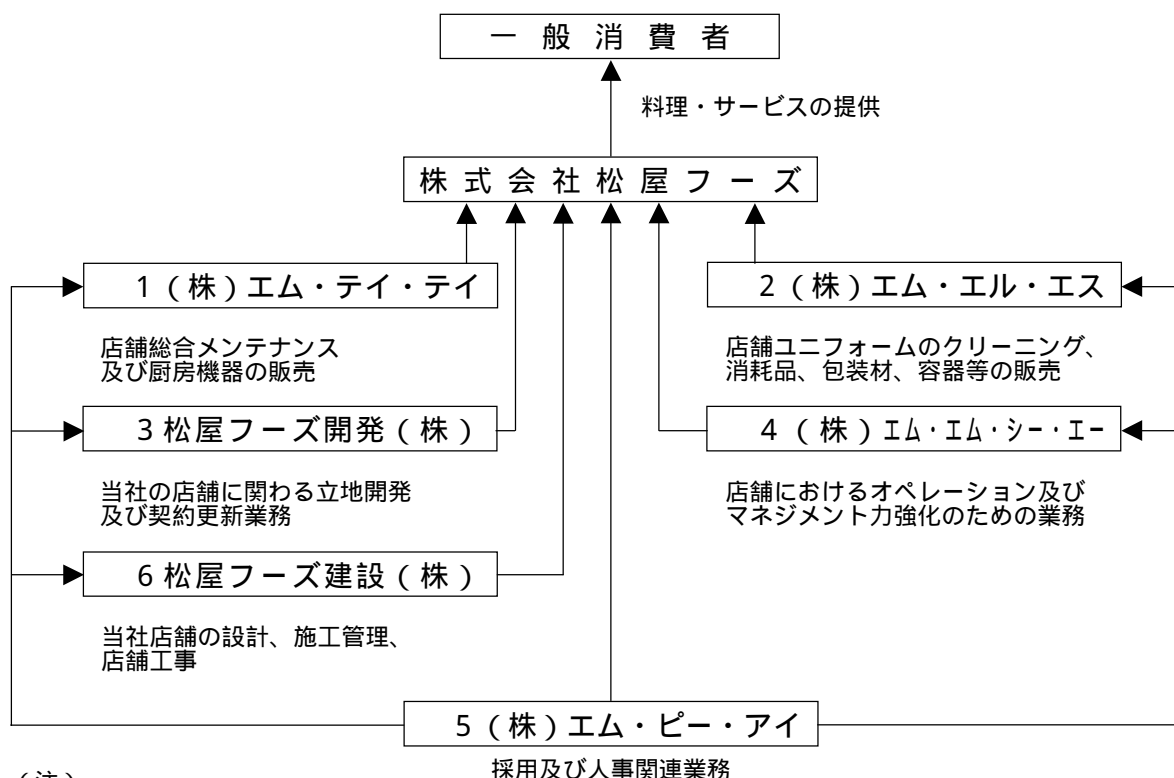 一般消費者
料理・サービスの提供
株式会社松屋フーズ
1（株）エム・テイ・テイ
店舗総合メンテナンス
及び厨房機器の販売
2（株）エム・エル・エス
店舗ユニフォームのクリーニング、
消耗品、包装材、容器等の販売
3松屋フーズ開発（株）
当社の店舗に関わる立地開発
及び契約更新業務
4（株）エム・エム・シー・エー
店舗におけるオペレーション及び
マネジメント力強化のための業務
6松屋フーズ建設（株）
当社店舗の設計、施工管理、
店舗工事
5（株）エム・ピー・アイ
採用及び人事関連業務
（注）